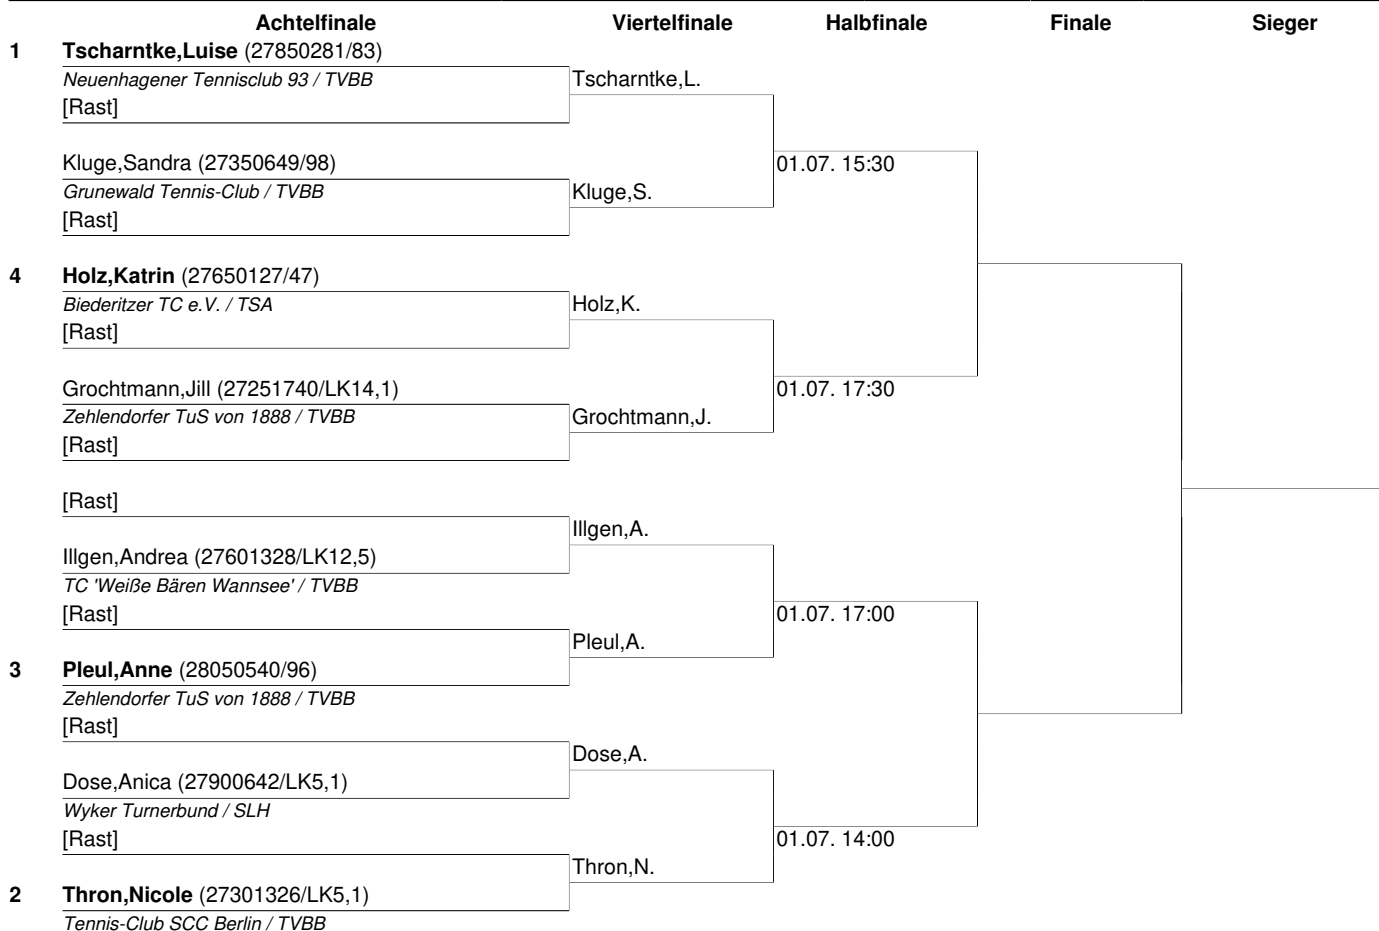 Achtelfinale Viertelfinale Halbfinale Finale Sieger
1 Tscharntke,Luise (27850281/83)
Neuenhagener Tennisclub 93 / TVBB Tscharntke,L.
[Rast]
Kluge,Sandra (27350649/98) 01.07. 15:30
Grunewald Tennis-Club / TVBB Kluge,S.
[Rast]
4 Holz,Katrin (27650127/47)
Biederitzer TC e.V. / TSA Holz,K.
[Rast]
Grochtmann,Jill (27251740/LK14,1) 01.07. 17:30
Zehlendorfer TuS von 1888 / TVBB Grochtmann,J.
[Rast]
[Rast]
Illgen,A.
Illgen,Andrea (27601328/LK12,5)
TC 'Weiße Bären Wannsee' / TVBB
[Rast] 01.07. 17:00
Pleul,A.
3 Pleul,Anne (28050540/96)
Zehlendorfer TuS von 1888 / TVBB
[Rast]
Dose,A.
Dose,Anica (27900642/LK5,1)
Wyker Turnerbund / SLH
[Rast] 01.07. 14:00
Thron,N.
2 Thron,Nicole (27301326/LK5,1)
Tennis-Club SCC Berlin / TVBB